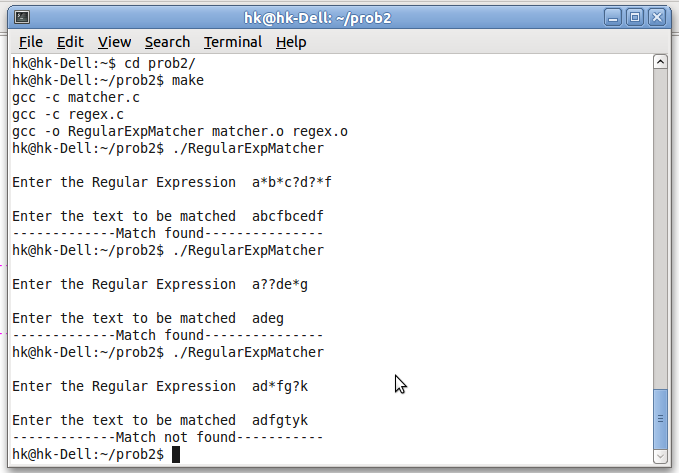 hk@hk-Dell: ~/prob2
File Edit View Search Terminal Help
hk@hk-Dell:~$ cd prob2/
hk@hk-Dell:~/prob2$ make
gcc -c matcher.c
gcc -c regex.c
gcc -o RegularExpMatcher matcher.o regex.o
hk@hk-Dell:~/prob2$ ./RegularExpMatcher
Enter the Regular Expression  a*b*c?d?*f
Enter the text to be matched  abcfbcedf
-------------Match found---------------
hk@hk-Dell:~/prob2$ ./RegularExpMatcher
Enter the Regular Expression  a??de*g
Enter the text to be matched  adeg
-------------Match found---------------
hk@hk-Dell:~/prob2$ ./RegularExpMatcher
Enter the Regular Expression  ad*fg?k
Enter the text to be matched  adfgtyk
-------------Match not found-----------
hk@hk-Dell:~/prob2$